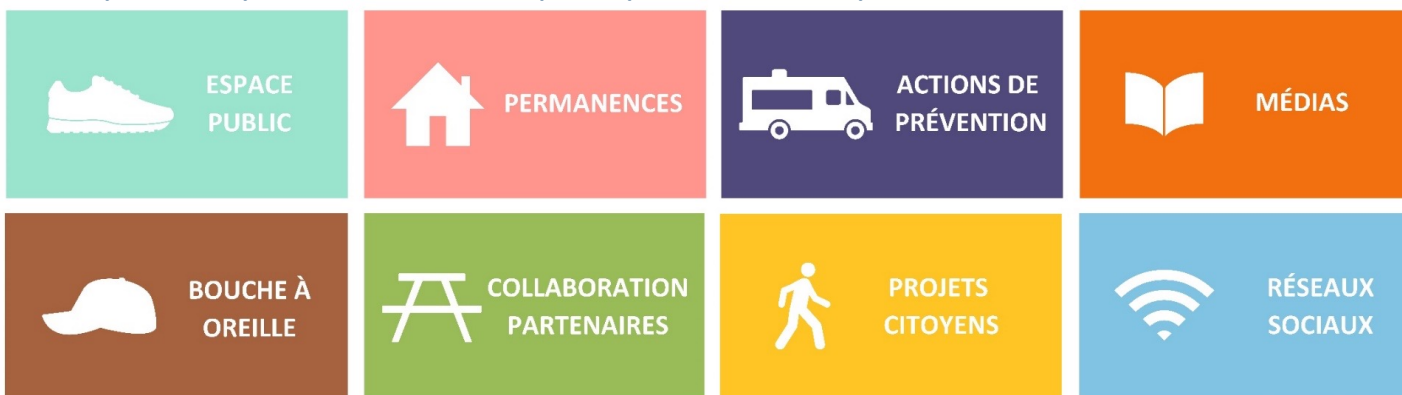 ESPACE
PUBLIC
PERMANENCES
ACTIONS DE
PRÉVENTION
MÉDIAS
BOUCHE À
OREILLE
COLLABORATION
PARTENAIRES
PROJETS
CITOYENS
RÉSEAUX
SOCIAUX